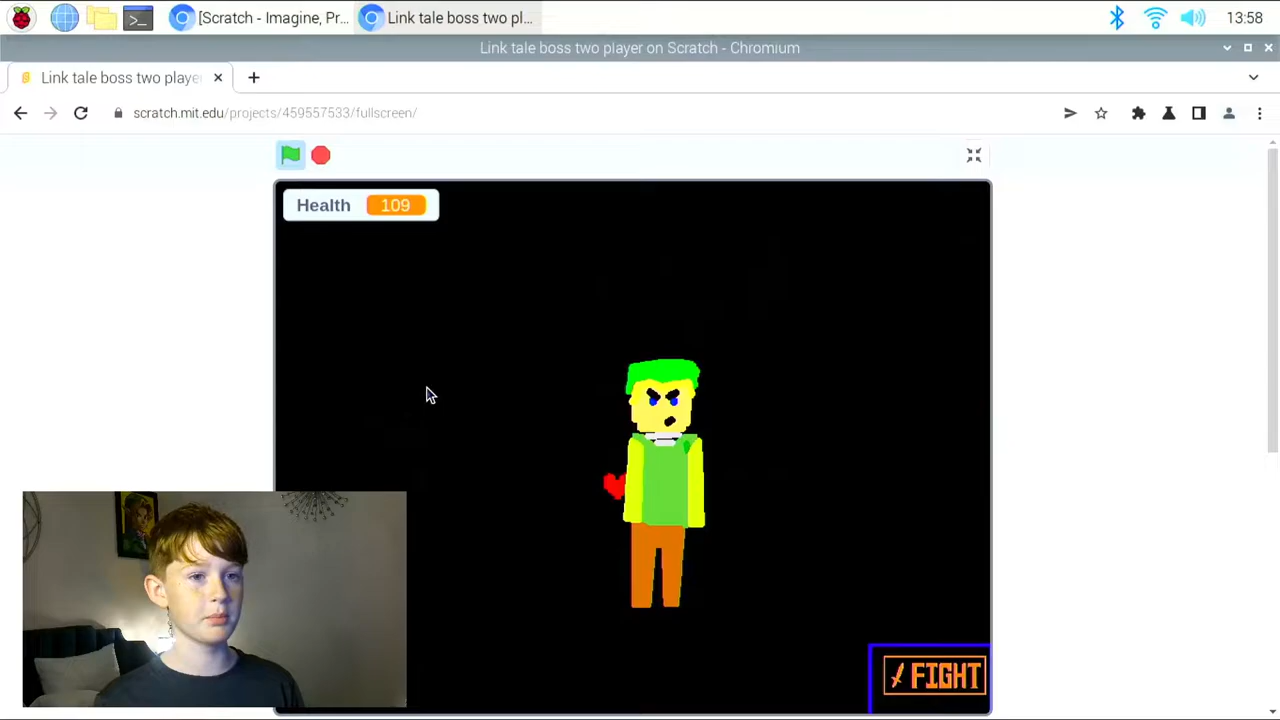 [Scratch - Imagine, Pr...
Link tale boss two pl...
13:58
Link tale boss two player on Scratch - Chromium
Link tale boss two playe
scratch.mit.edu/projects/459557533/fullscreen/
Health 109
FIGHT